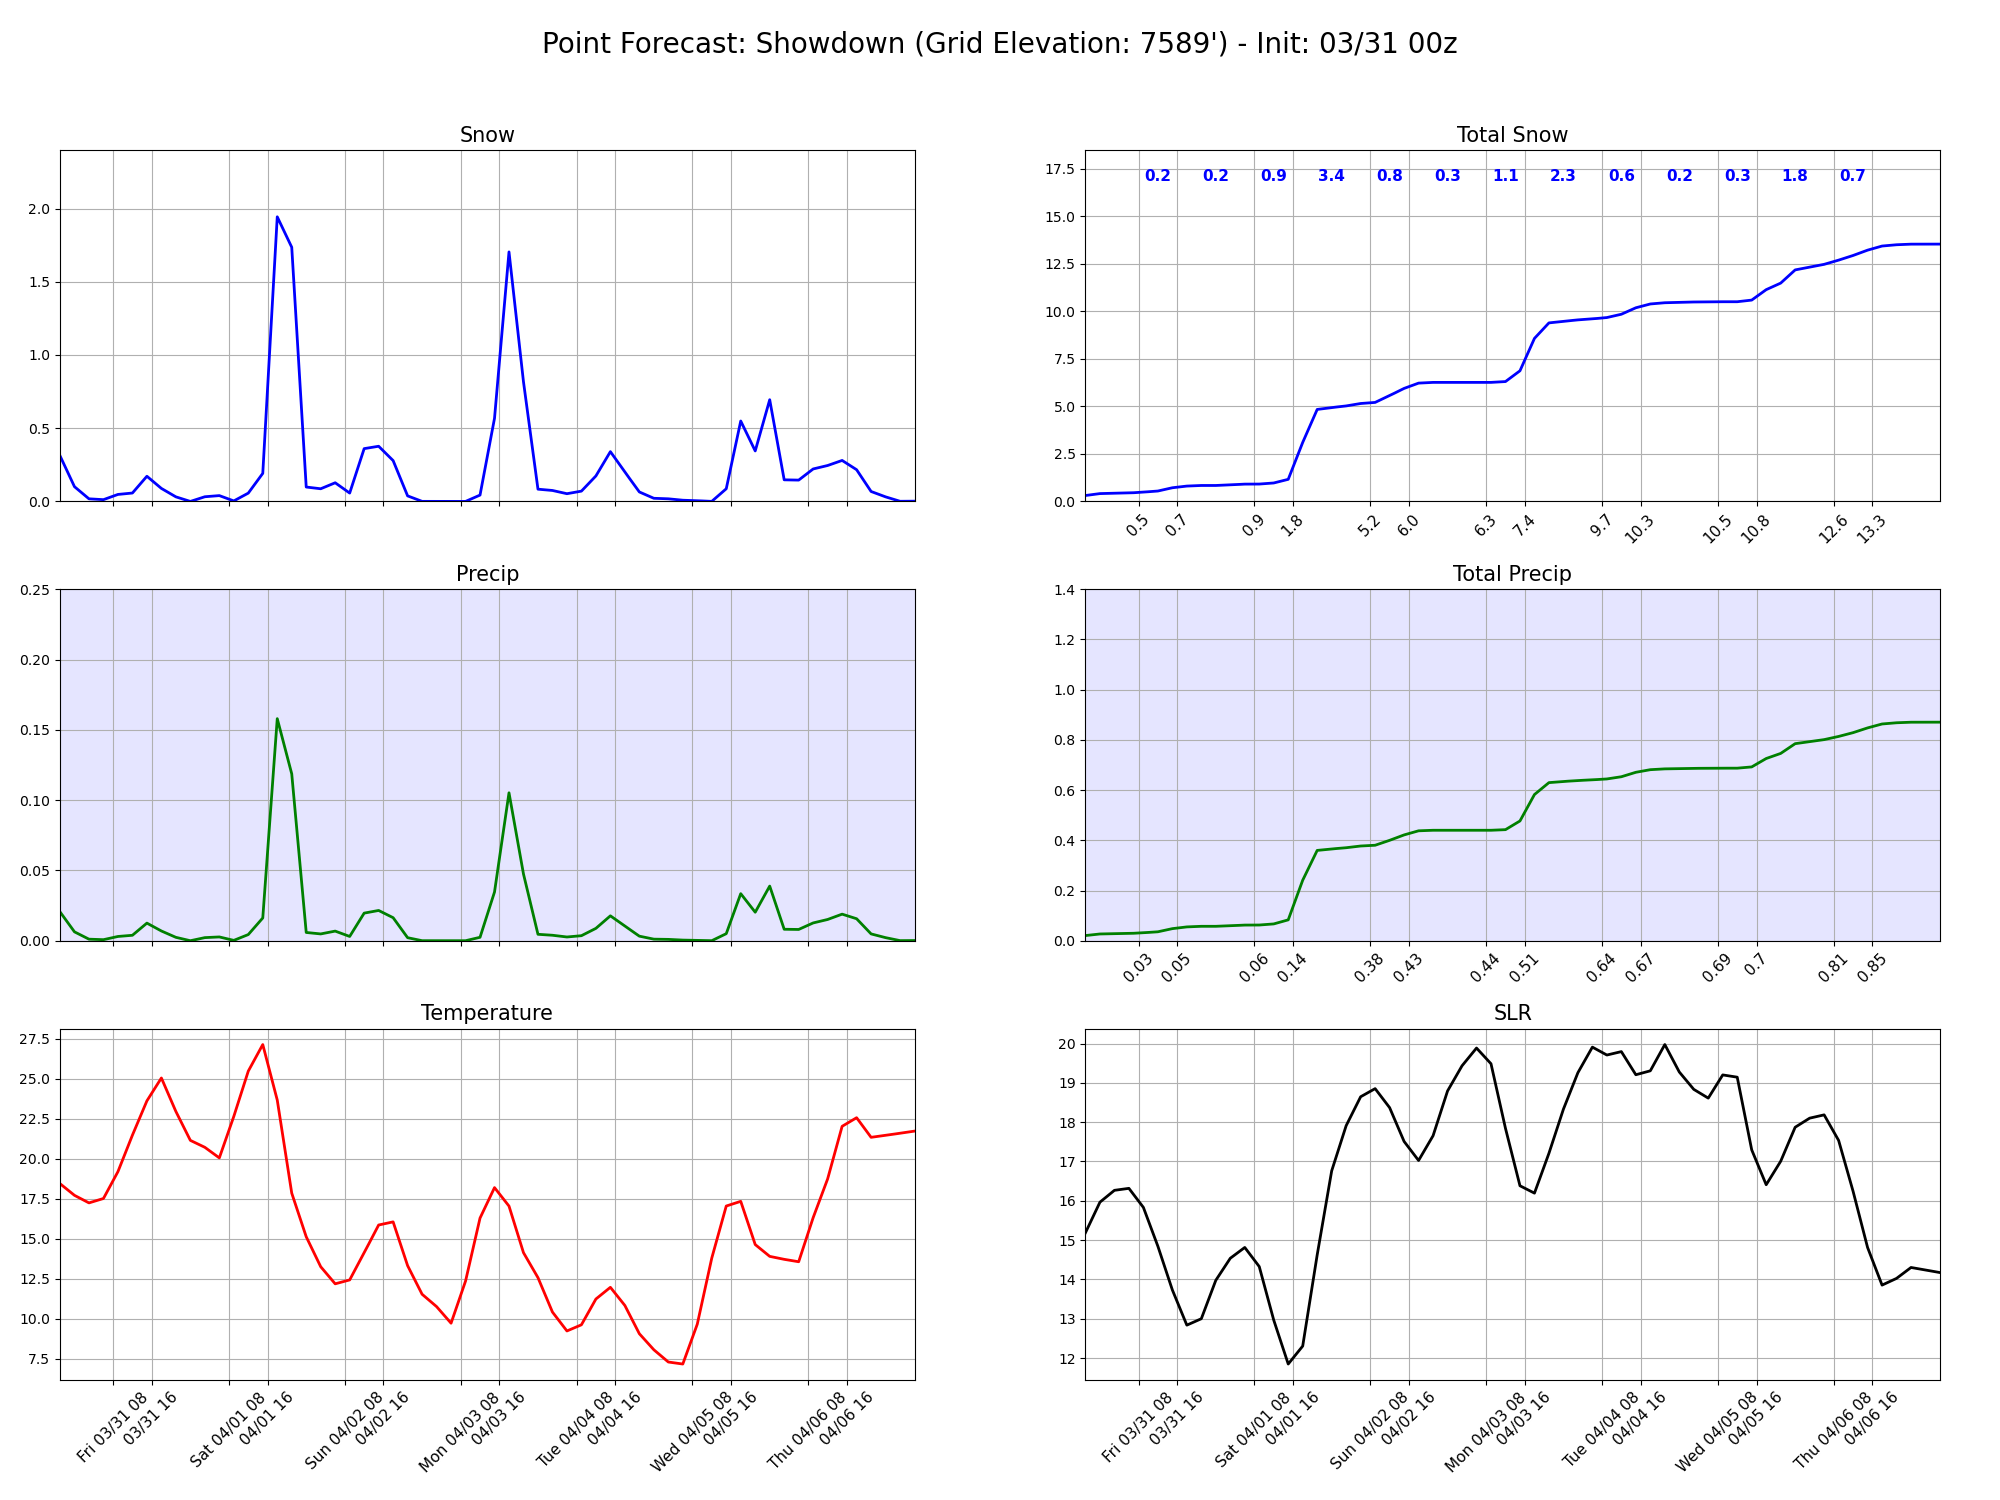 Point Forecast: Showdown (Grid Elevation: 7589') - Init: 03/31 00z
Snow
2.0
1.5
1.0
0.5
0.0
Total Snow
17.5
15.0
12.5
10.0
7.5
5.0
2.5
0.0
0.2 0.2 0.9 3.4 0.8 0.3 1.1 2.3 0.6 0.2 0.3 1.8 0.7
0.5 0.7 0.9 1.8 5.2 6.0 6.3 7.4 9.7 10.3 10.5 10.8 12.6 13.3
Precip
0.25
0.20
0.15
0.10
0.05
0.00
Total Precip
1.4
1.2
1.0
0.8
0.6
0.4
0.2
0.0
0.03 0.05 0.06 0.14 0.38 0.43 0.44 0.51 0.64 0.67 0.69 0.7 0.81 0.85
Temperature
27.5
25.0
22.5
20.0
17.5
15.0
12.5
10.0
7.5
Fri 03/31 08
03/31 16
Sat 04/01 08
04/01 16
Sun 04/02 08
04/02 16
Mon 04/03 08
04/03 16
Tue 04/04 08
04/04 16
Wed 04/05 08
04/05 16
Thu 04/06 08
04/06 16
SLR
20
19
18
17
16
15
14
13
12
Fri 03/31 08
03/31 16
Sat 04/01 08
04/01 16
Sun 04/02 08
04/02 16
Mon 04/03 08
04/03 16
Tue 04/04 08
04/04 16
Wed 04/05 08
04/05 16
Thu 04/06 08
04/06 16